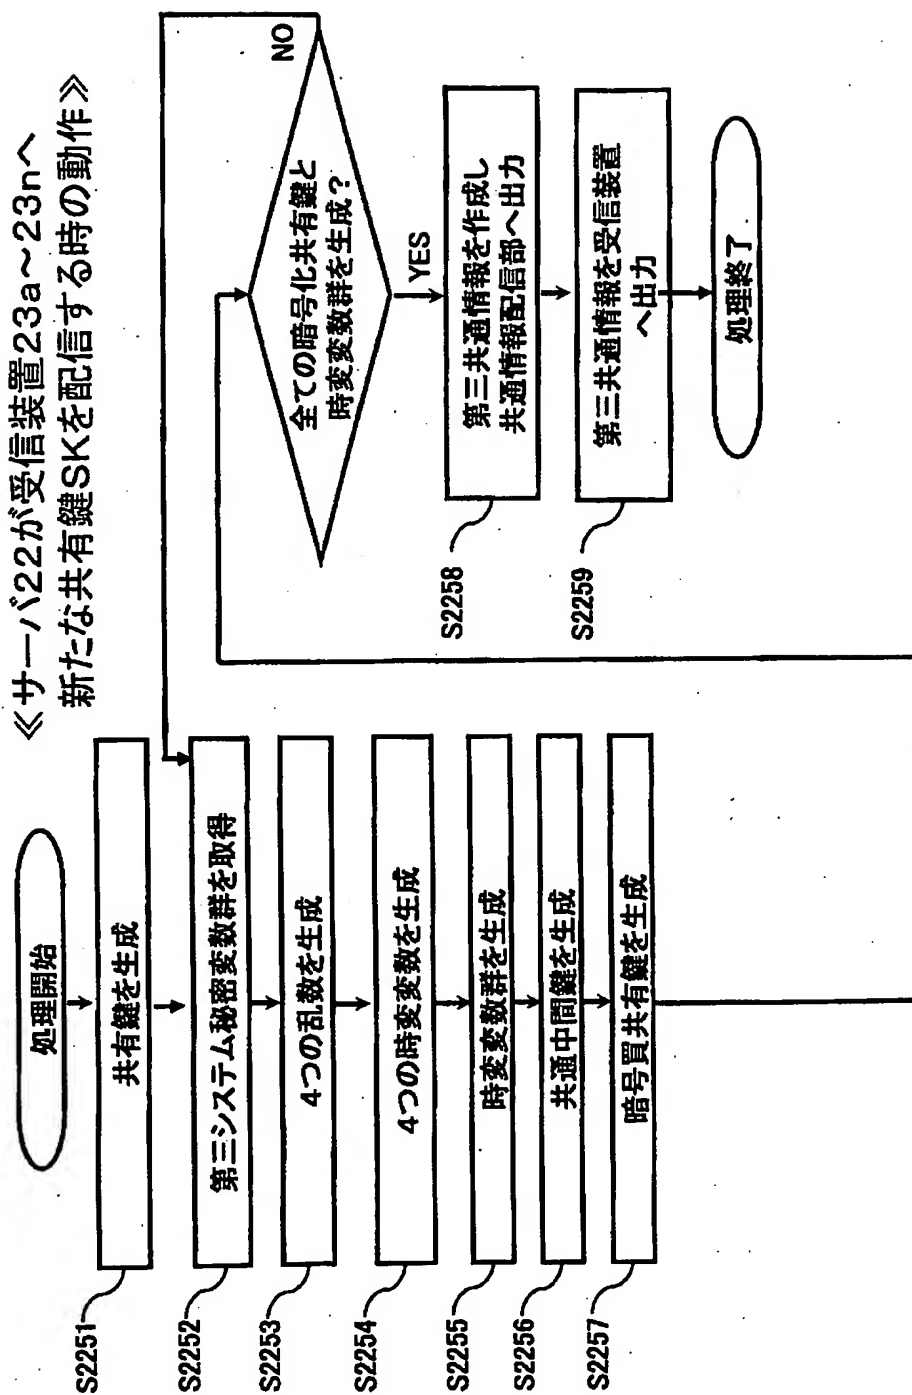 《サーバ22が受信装置23a～23nへ
新たな共有鍵SKを配信する時の動作》
処理開始
S2251
共有鍵を生成
S2252
第三システム秘密変数群を取得
S2253
4つの乱数を生成
S2254
4つの時変変数を生成
S2255
時変変数群を生成
S2256
共通中間鍵を生成
S2257
暗号買共有鍵を生成
全ての暗号化共有鍵と
時変変数群を生成？
NO
YES
S2258
第三共通情報を作成し
共通情報配信部へ出力
S2259
第三共通情報を受信装置
へ出力
処理終了